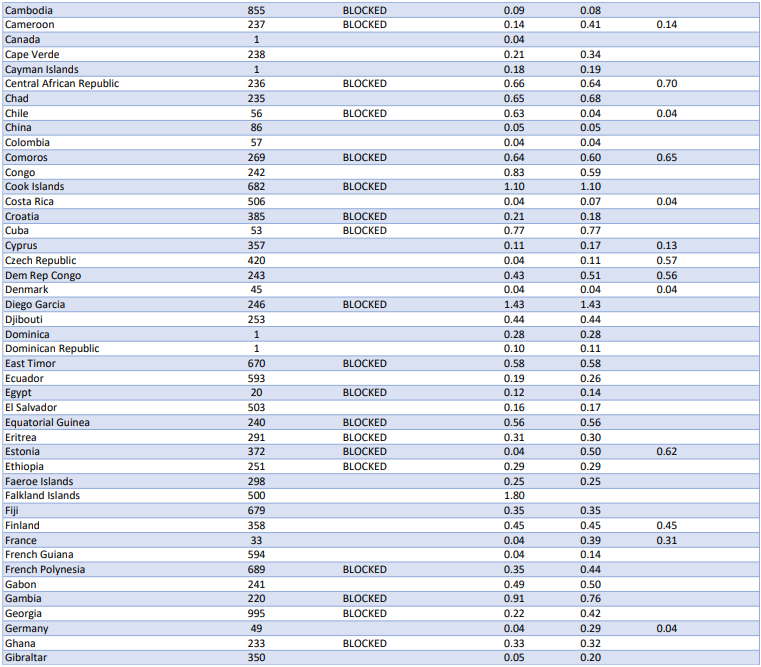 Cambodia 855 BLOCKED 0.09 0.08
Cameroon 237 BLOCKED 0.14 0.41 0.14
Canada 1 0.04
Cape Verde 238 0.21 0.34
Cayman Islands 1 0.18 0.19
Central African Republic 236 BLOCKED 0.66 0.64 0.70
Chad 235 0.65 0.68
Chile 56 BLOCKED 0.63 0.04 0.04
China 86 0.05 0.05
Colombia 57 0.04 0.04
Comoros 269 BLOCKED 0.64 0.60 0.65
Congo 242 0.83 0.59
Cook Islands 682 BLOCKED 1.10 1.10
Costa Rica 506 0.04 0.07 0.04
Croatia 385 BLOCKED 0.21 0.18
Cuba 53 BLOCKED 0.77 0.77
Cyprus 357 0.11 0.17 0.13
Czech Republic 420 0.04 0.11 0.57
Dem Rep Congo 243 0.43 0.51 0.56
Denmark 45 0.04 0.04 0.04
Diego Garcia 246 BLOCKED 1.43 1.43
Djibouti 253 0.44 0.44
Dominica 1 0.28 0.28
Dominican Republic 1 0.10 0.11
East Timor 670 BLOCKED 0.58 0.58
Ecuador 593 0.19 0.26
Egypt 20 BLOCKED 0.12 0.14
El Salvador 503 0.16 0.17
Equatorial Guinea 240 BLOCKED 0.56 0.56
Eritrea 291 BLOCKED 0.31 0.30
Estonia 372 BLOCKED 0.04 0.50 0.62
Ethiopia 251 BLOCKED 0.29 0.29
Faeroe Islands 298 0.25 0.25
Falkland Islands 500 1.80
Fiji 679 0.35 0.35
Finland 358 0.45 0.45 0.45
France 33 0.04 0.39 0.31
French Guiana 594 0.04 0.14
French Polynesia 689 BLOCKED 0.35 0.44
Gabon 241 0.49 0.50
Gambia 220 BLOCKED 0.91 0.76
Georgia 995 BLOCKED 0.22 0.42
Germany 49 0.04 0.29 0.04
Ghana 233 BLOCKED 0.33 0.32
Gibraltar 350 0.05 0.20